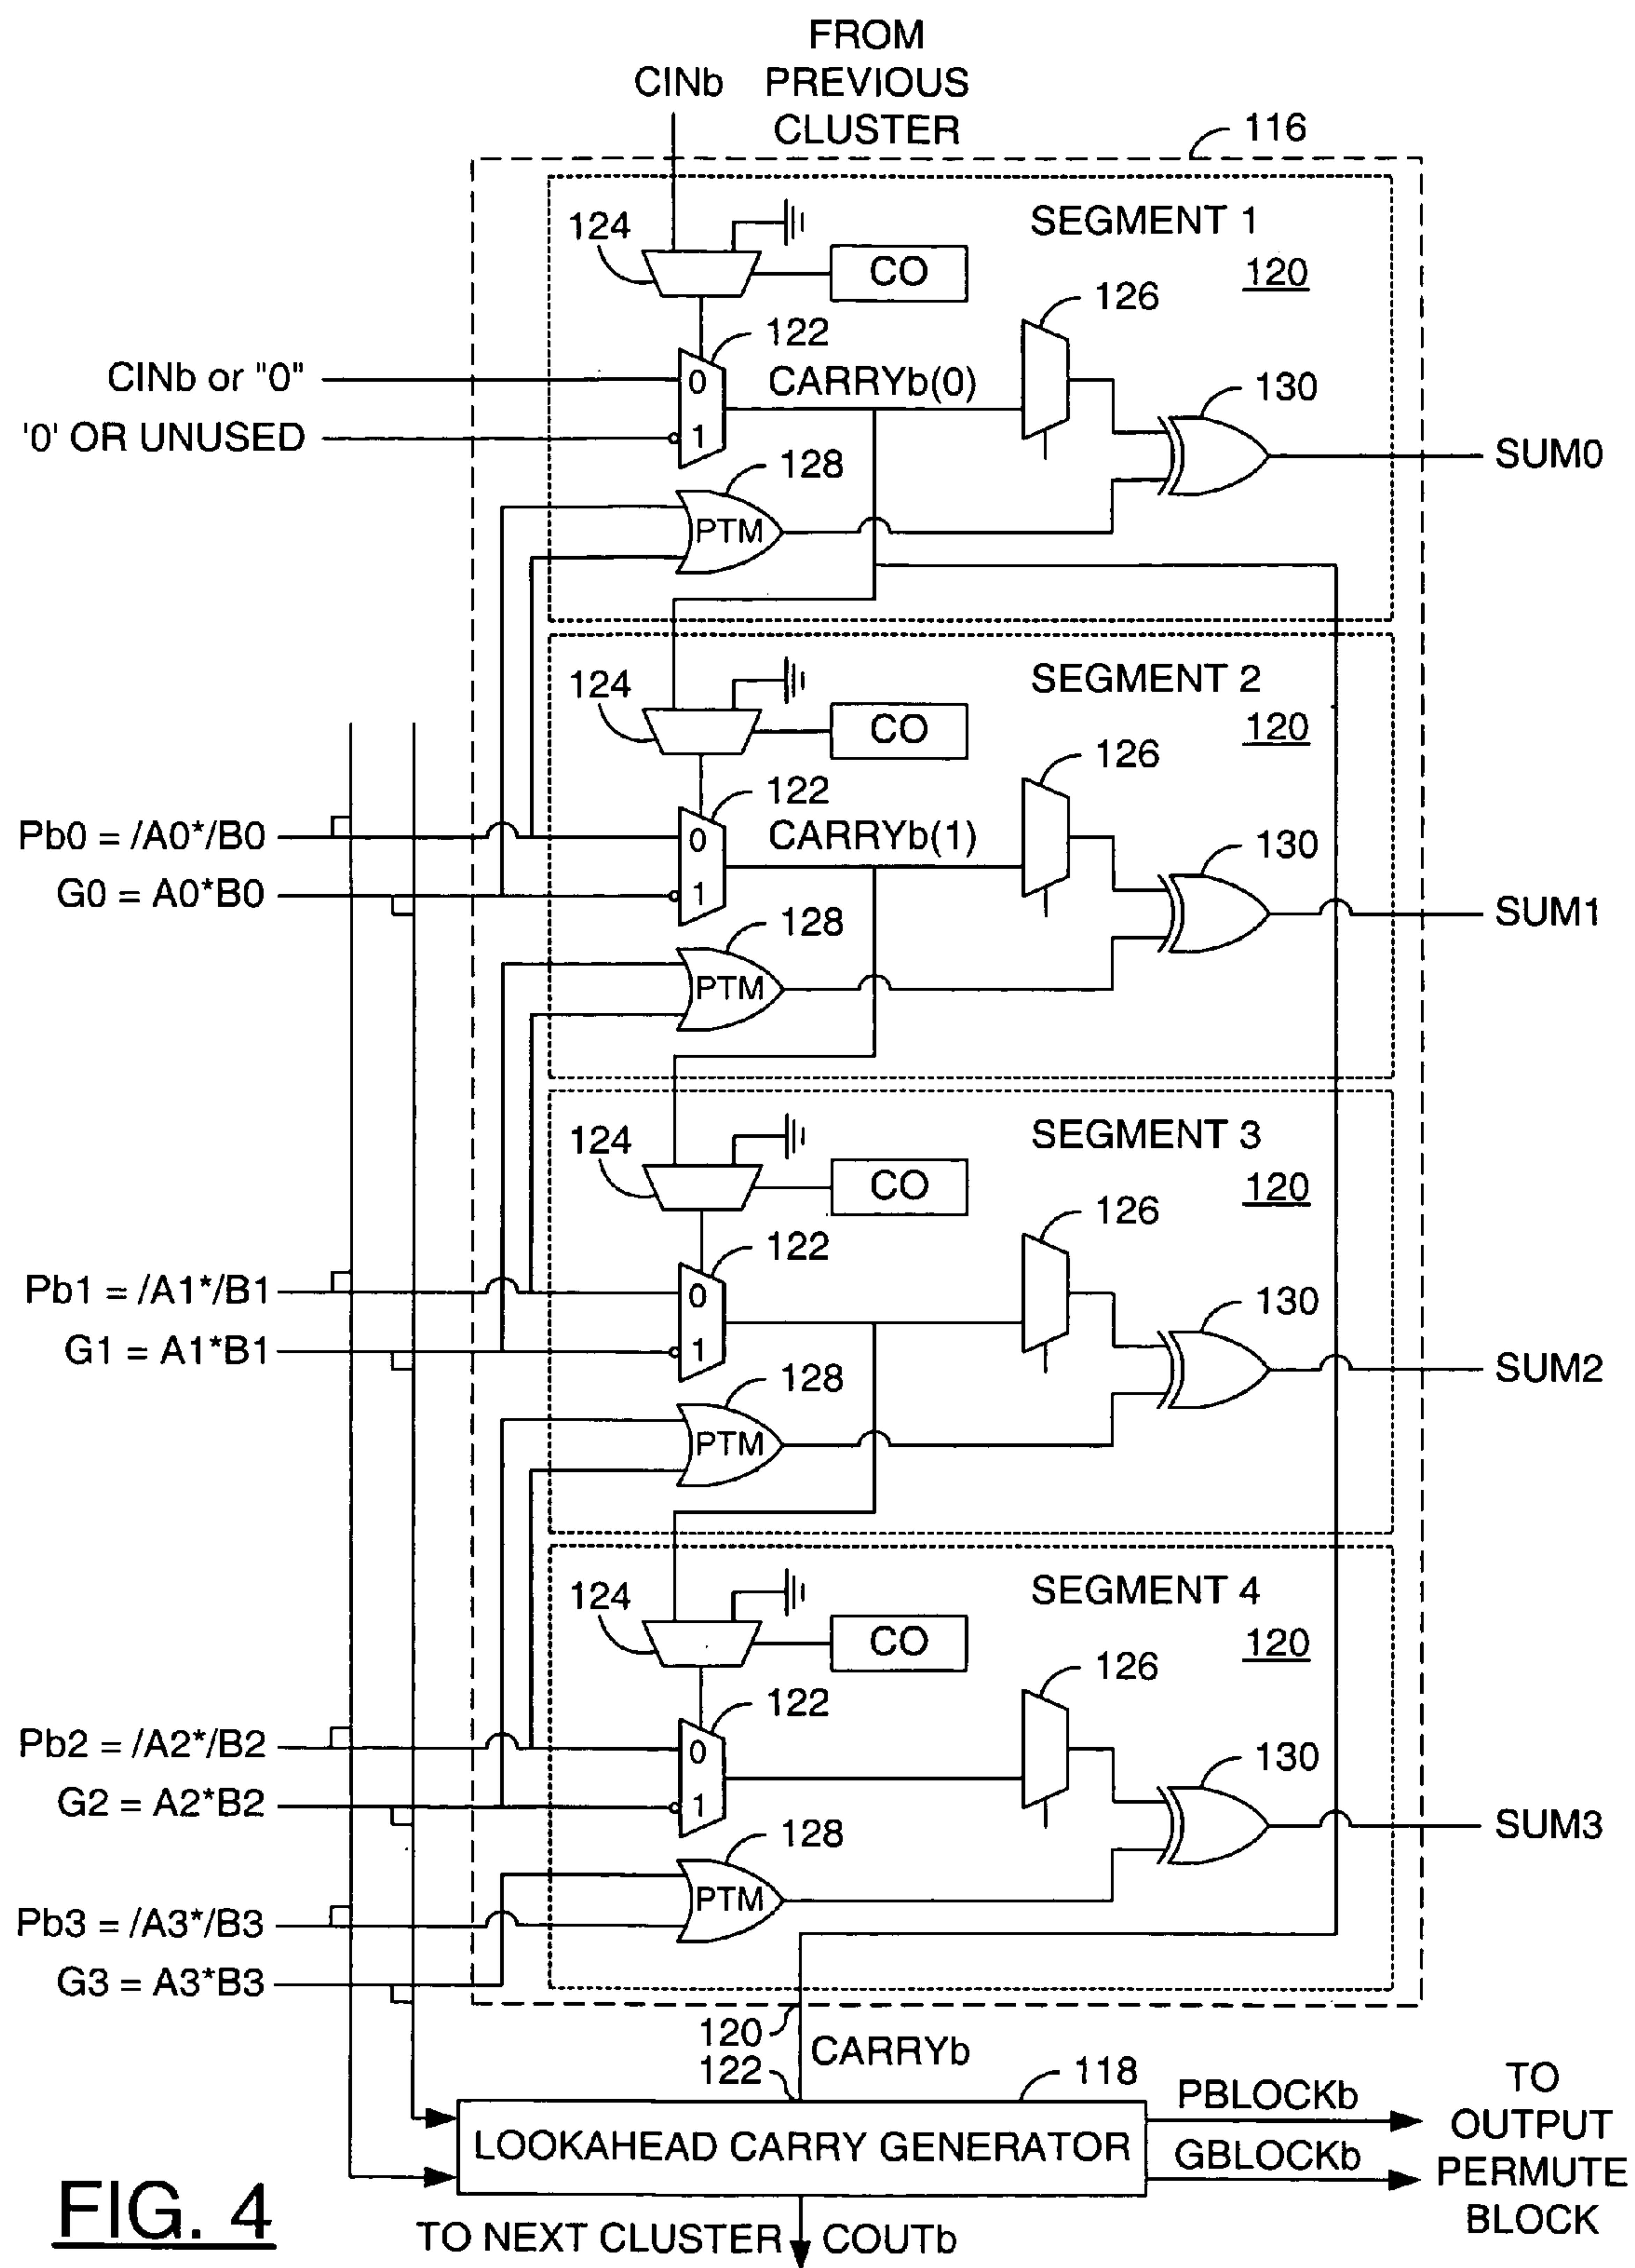 FROM
CINb PREVIOUS
CLUSTER
116
124
SEGMENT 1
CO
120
126
122
CINb or "0"
0
CARRYb(0)
130
'0' OR UNUSED
1
128
SUM0
PTM
124
SEGMENT 2
CO
120
126
122
Pb0 = /A0*/B0
0
CARRYb(1)
130
G0 = A0*B0
1
128
SUM1
PTM
124
SEGMENT 3
CO
120
126
122
Pb1 = /A1*/B1
0
130
G1 = A1*B1
1
128
SUM2
PTM
124
SEGMENT 4
CO
120
126
122
Pb2 = /A2*/B2
0
130
G2 = A2*B2
1
128
SUM3
PTM
Pb3 = /A3*/B3
G3 = A3*B3
120
CARRYb
122
118
LOOKAHEAD CARRY GENERATOR
PBLOCKb
GBLOCKb
TO
OUTPUT
PERMUTE
BLOCK
TO NEXT CLUSTER
COUTb
FIG. 4